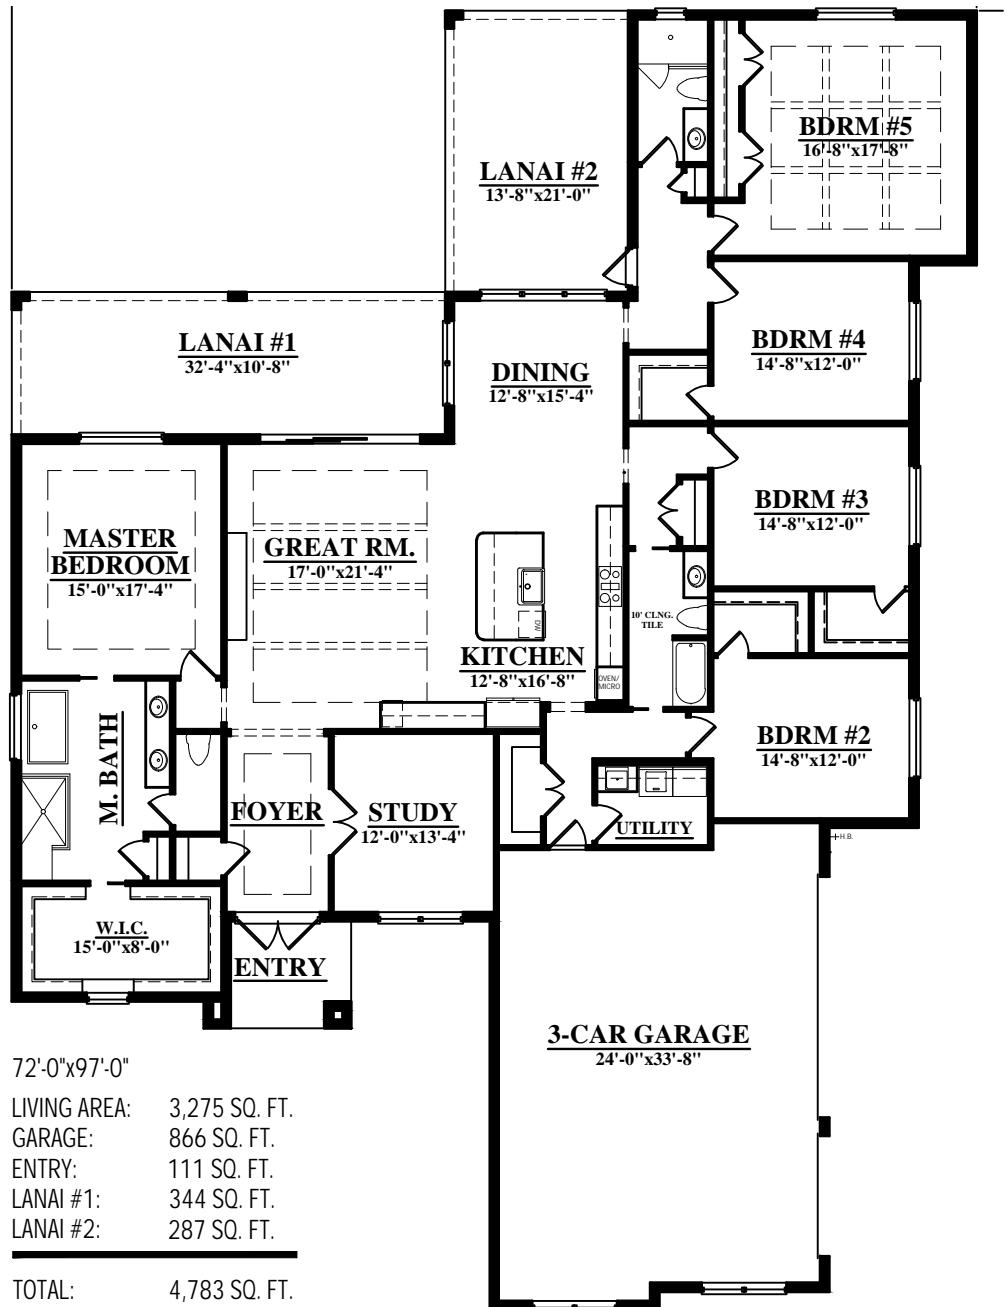 BDRM #5
16'-8"x17'-8"
LANAI #2
13'-8"x21'-0"
LANAI #1
32'-4"x10'-8"
DINING
12'-8"x15'-4"
BDRM #4
14'-8"x12'-0"
MASTER
BEDROOM
15'-0"x17'-4"
GREAT RM.
17'-0"x21'-4"
BDRM #3
14'-8"x12'-0"
DW
10' CLNG.
TILE
KITCHEN
12'-8"x16'-8"
OVEN/
MICRO
M. BATH
BDRM #2
14'-8"x12'-0"
FOYER
STUDY
12'-0"x13'-4"
UTILITY
H.B.
W.I.C.
15'-0"x8'-0"
ENTRY
3-CAR GARAGE
24'-0"x33'-8"
72'-0"x97'-0"
LIVING AREA: 3,275 SQ. FT.
GARAGE: 866 SQ. FT.
ENTRY: 111 SQ. FT.
LANAI #1: 344 SQ. FT.
LANAI #2: 287 SQ. FT.
TOTAL: 4,783 SQ. FT.